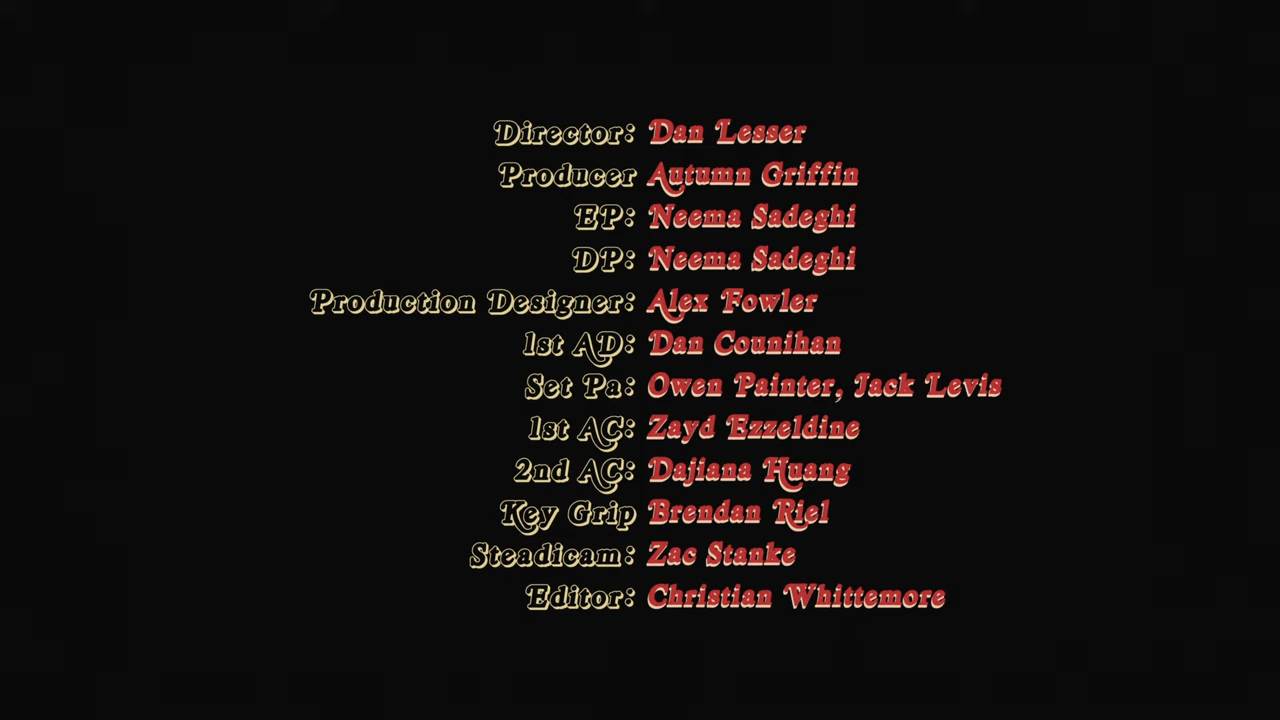 Director: Dan Lesser
Producer Autumn Griffin
EP: Neema Sadeghi
DP: Neema Sadeghi
Production Designer: Alex Fowler
1st AD: Dan Counihan
Set Pa: Owen Painter, Jack Levis
1st AC: Zayd Ezzeldine
2nd AC: Dajiana Huang
Key Grip Brendan Riel
Steadicam: Zac Stanke
Editor: Christian Whittemore